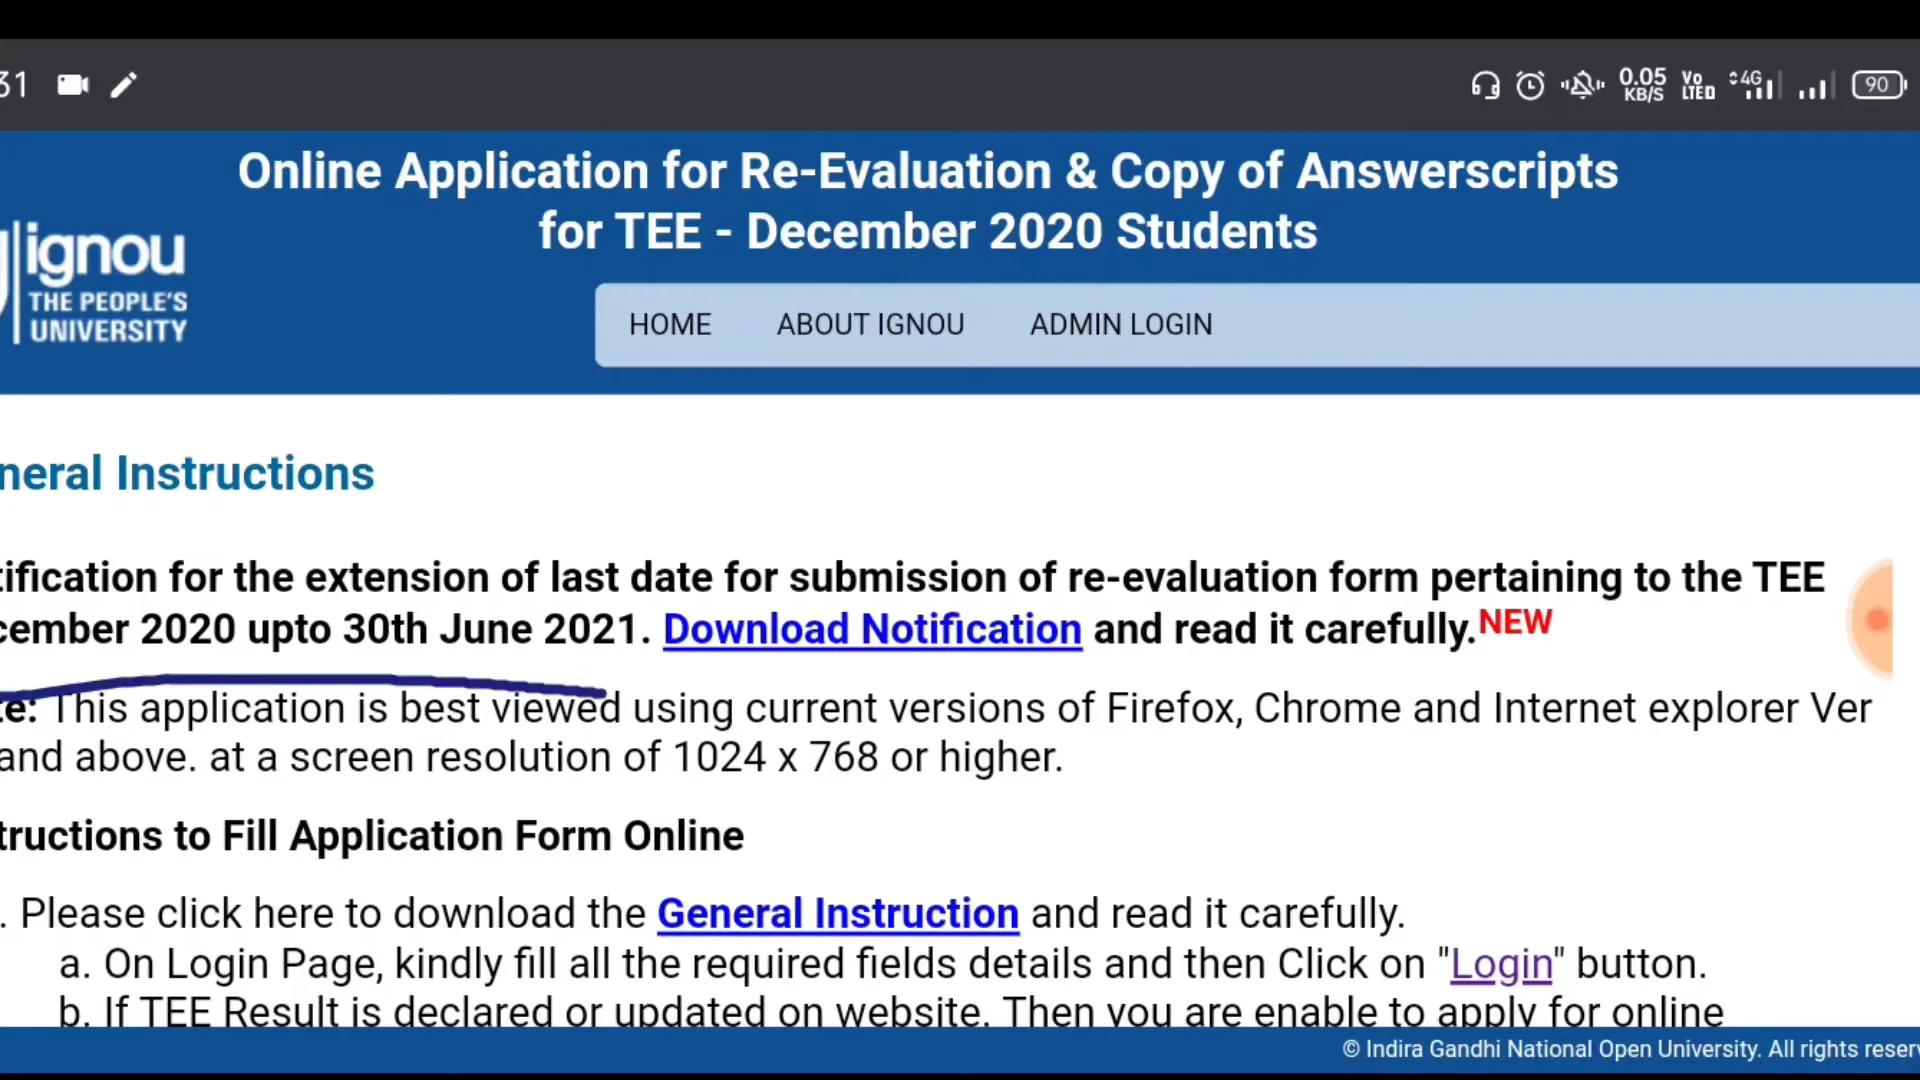 31
0.05
KB/S
Vo
LTED
4G
90
Online Application for Re-Evaluation & Copy of Answerscripts
for TEE - December 2020 Students
ignou
THE PEOPLE'S
UNIVERSITY
HOME ABOUT IGNOU ADMIN LOGIN
neral Instructions
tification for the extension of last date for submission of re-evaluation form pertaining to the TEE
cember 2020 upto 30th June 2021. Download Notification and read it carefully.NEW
te: This application is best viewed using current versions of Firefox, Chrome and Internet explorer Ver
and above. at a screen resolution of 1024 x 768 or higher.
tructions to Fill Application Form Online
. Please click here to download the General Instruction and read it carefully.
a. On Login Page, kindly fill all the required fields details and then Click on "Login" button.
b. If TEE Result is declared or updated on website. Then you are enable to apply for online
© Indira Gandhi National Open University. All rights reserv